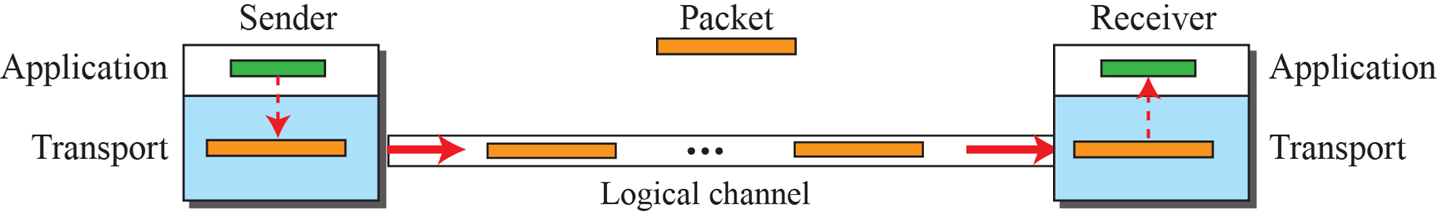 Sender
Packet
Receiver
Application
Application
Transport
Transport
Logical channel